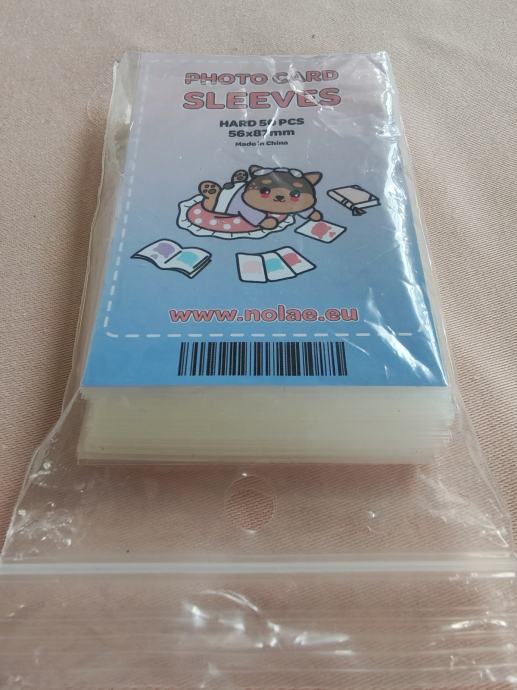 PHOTO CARD
SLEEVES
HARD 50 PCS
56x87mm
Made in China
www.nolae.eu